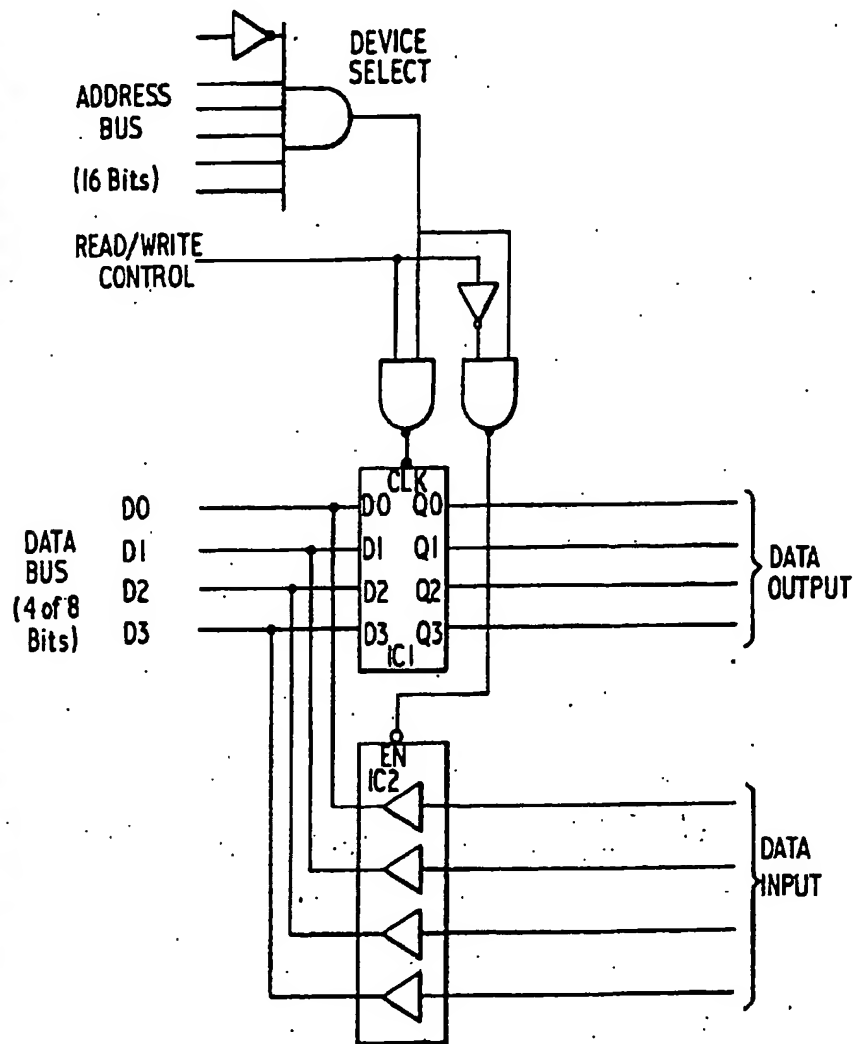 DEVICE
SELECT
ADDRESS
BUS
(16 Bits)
READ/WRITE
CONTROL
CLK
D0
D0
Q0
D1
D1
Q1
DATA
BUS
(4 of 8
Bits)
D2
D2
Q2
D3
D3
Q3
IC1
DATA
OUTPUT
EN
IC2
DATA
INPUT